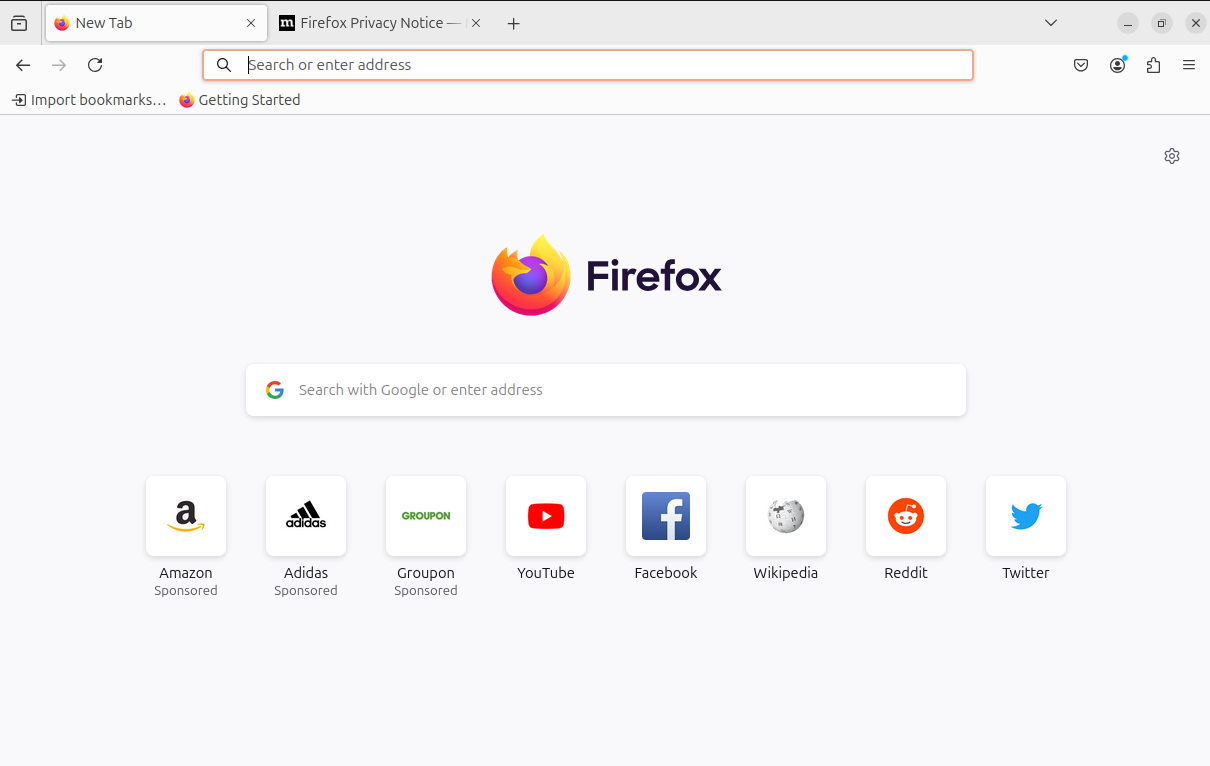 New Tab
Firefox Privacy Notice —
Search or enter address
Import bookmarks…
Getting Started
Firefox
Search with Google or enter address
a
adidas
GROUPON
Amazon
Sponsored
Adidas
Sponsored
Groupon
Sponsored
YouTube
Facebook
Wikipedia
Reddit
Twitter